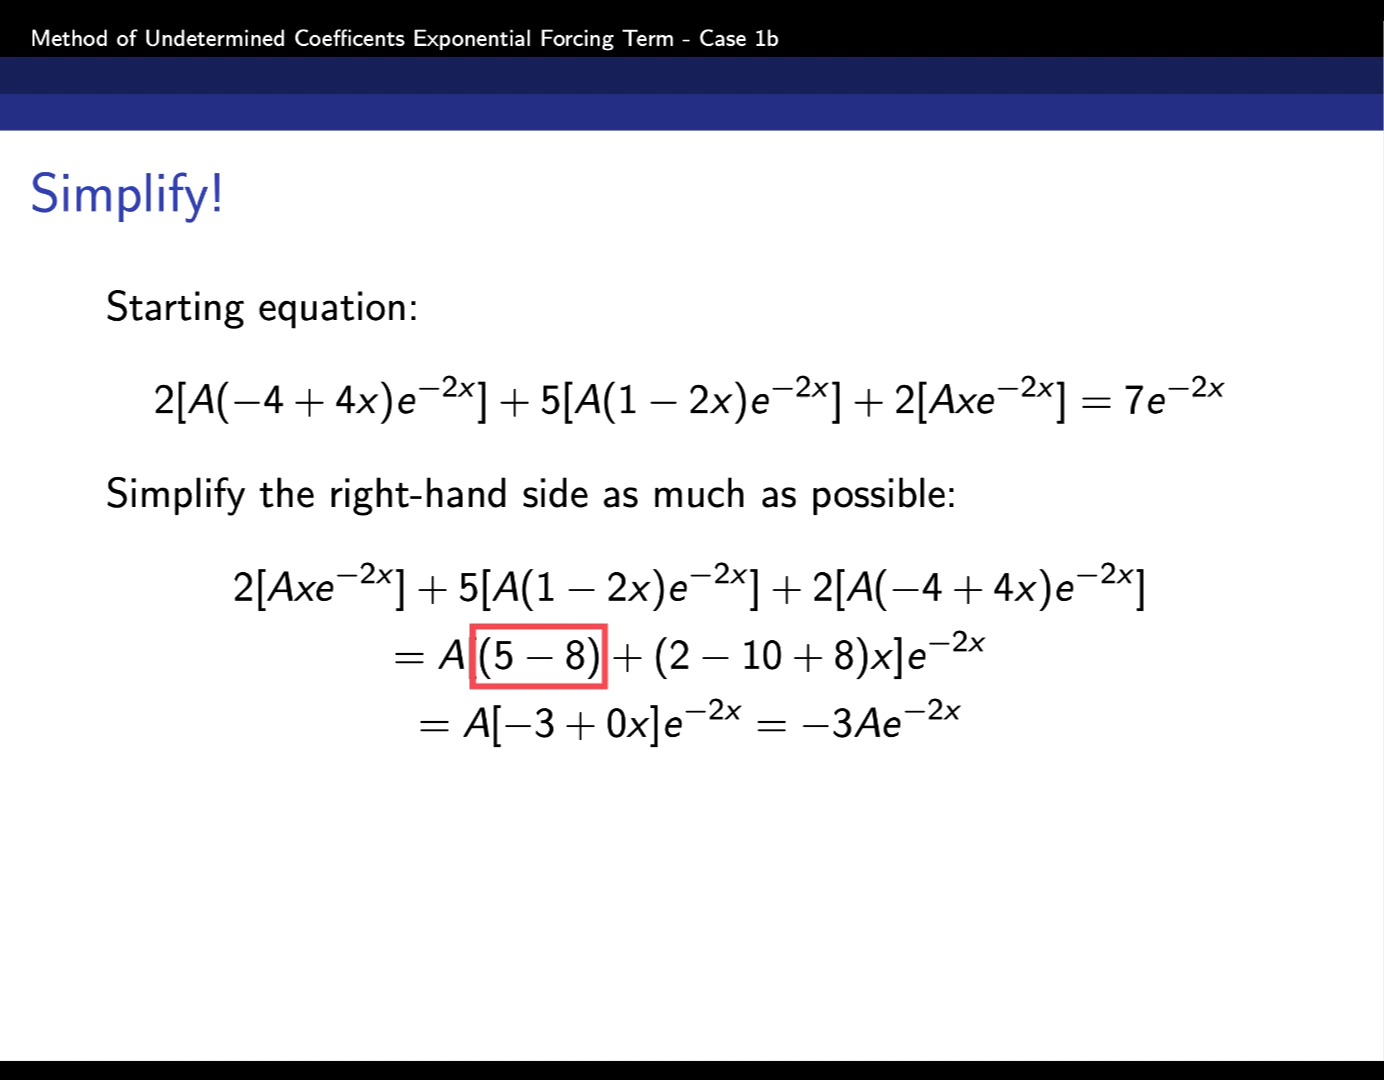 Method of Undetermined Coefficents Exponential Forcing Term - Case 1b
Simplify!
Starting equation:
2[A(−4 + 4x)e^{−2x}] + 5[A(1 − 2x)e^{−2x}] + 2[Axe^{−2x}] = 7e^{−2x}
Simplify the right-hand side as much as possible:
2[Axe^{−2x}] + 5[A(1 − 2x)e^{−2x}] + 2[A(−4 + 4x)e^{−2x}]
= A[(5 − 8) + (2 − 10 + 8)x]e^{−2x}
= A[−3 + 0x]e^{−2x} = −3Ae^{−2x}